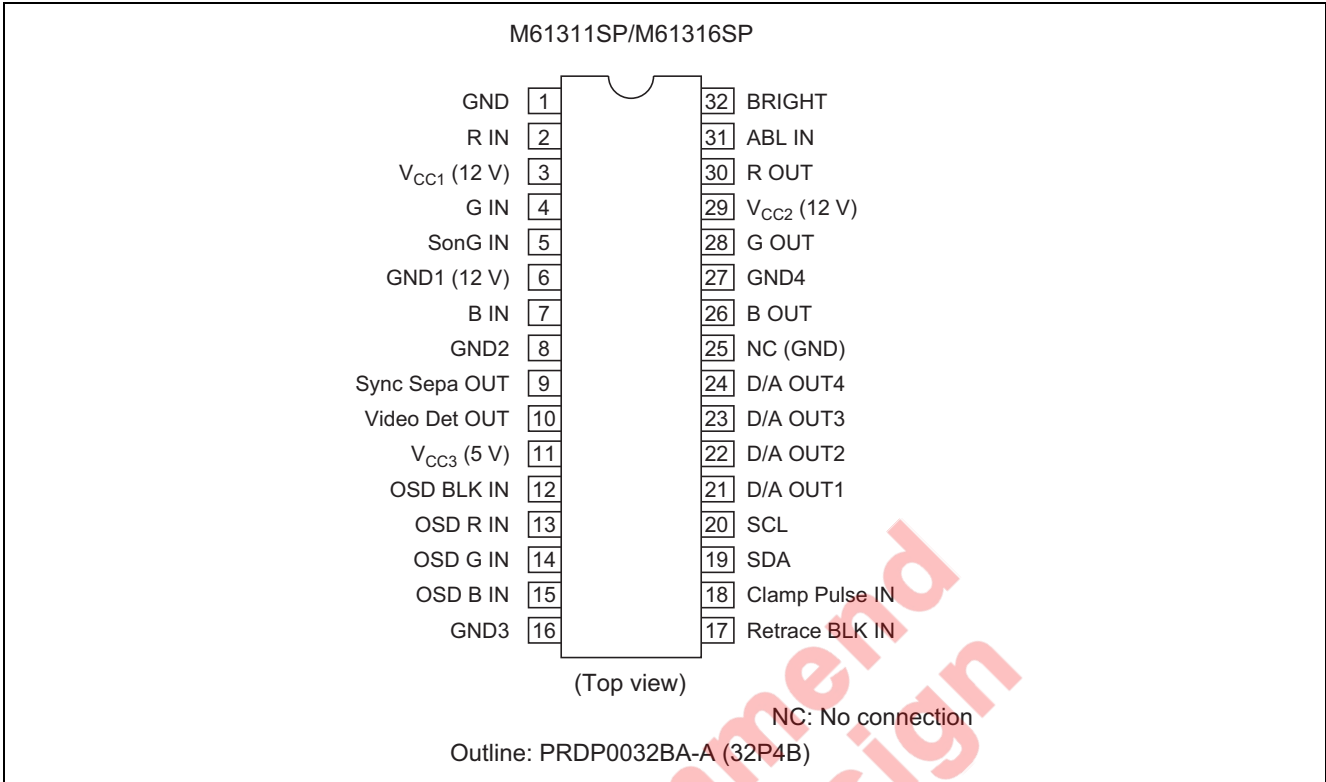 M61311SP/M61316SP
GND 1 32 BRIGHT
R IN 2 31 ABL IN
VCC1 (12 V) 3 30 R OUT
G IN 4 29 VCC2 (12 V)
SonG IN 5 28 G OUT
GND1 (12 V) 6 27 GND4
B IN 7 26 B OUT
GND2 8 25 NC (GND)
Sync Sepa OUT 9 24 D/A OUT4
Video Det OUT 10 23 D/A OUT3
VCC3 (5 V) 11 22 D/A OUT2
OSD BLK IN 12 21 D/A OUT1
OSD R IN 13 20 SCL
OSD G IN 14 19 SDA
OSD B IN 15 18 Clamp Pulse IN
GND3 16 17 Retrace BLK IN
(Top view)
NC: No connection
Outline: PRDP0032BA-A (32P4B)